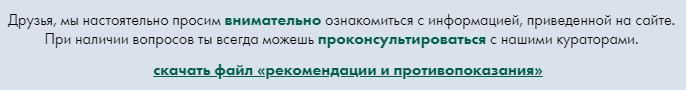 Друзья, мы настоятельно просим внимательно ознакомиться с информацией, приведенной на сайте.
При наличии вопросов ты всегда можешь проконсультироваться с нашими кураторами.
скачать файл «рекомендации и противопоказания»